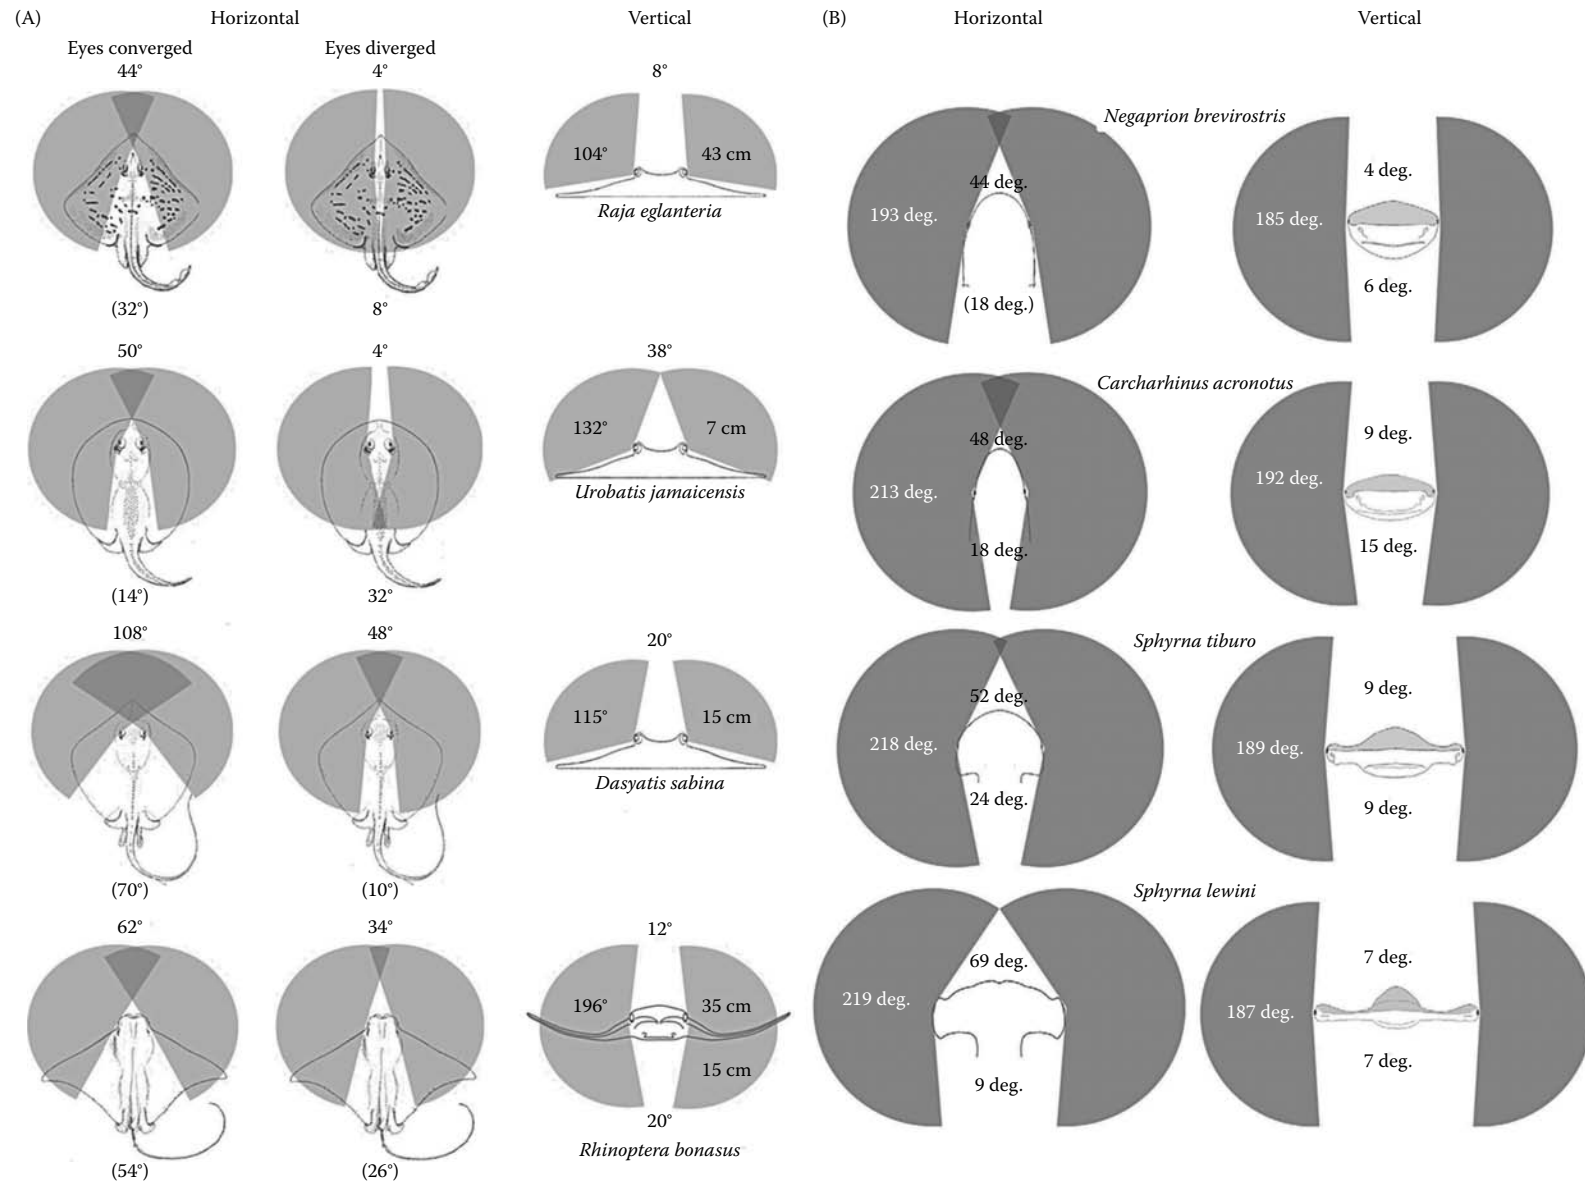 (A)
Horizontal
Vertical
Eyes converged
Eyes diverged
44°
4°
8°
104°
43 cm
Raja eglanteria
(32°)
8°
50°
4°
38°
132°
7 cm
Urobatis jamaicensis
(14°)
32°
108°
48°
20°
115°
15 cm
Dasyatis sabina
(70°)
(10°)
62°
34°
12°
196°
35 cm
15 cm
20°
Rhinoptera bonasus
(54°)
(26°)
(B)
Horizontal
Vertical
Negaprion brevirostris
44 deg.
193 deg.
(18 deg.)
4 deg.
185 deg.
6 deg.
Carcharhinus acronotus
48 deg.
213 deg.
18 deg.
9 deg.
192 deg.
15 deg.
Sphyrna tiburo
52 deg.
218 deg.
24 deg.
9 deg.
189 deg.
9 deg.
Sphyrna lewini
69 deg.
219 deg.
9 deg.
7 deg.
187 deg.
7 deg.